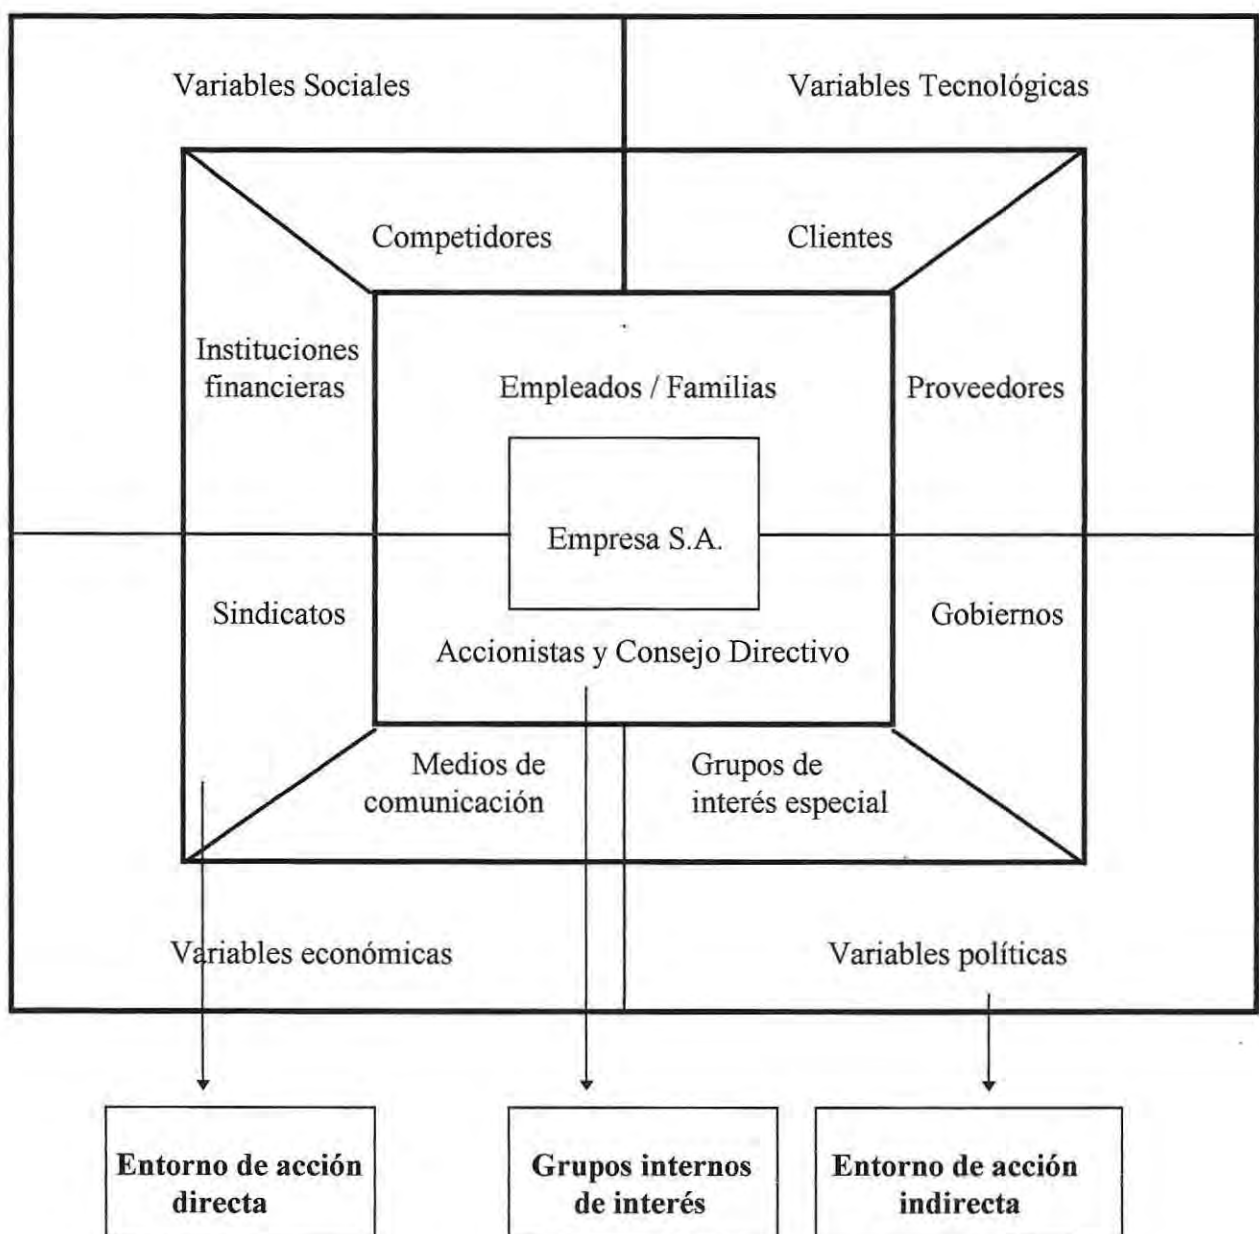 Variables Sociales
Variables Tecnológicas
Competidores
Clientes
Instituciones
financieras
Empleados / Familias
Proveedores
Empresa S.A.
Sindicatos
Gobiernos
Accionistas y Consejo Directivo
Medios de
comunicación
Grupos de
interés especial
Variables económicas
Variables políticas
Entorno de acción
directa
Grupos internos
de interés
Entorno de acción
indirecta